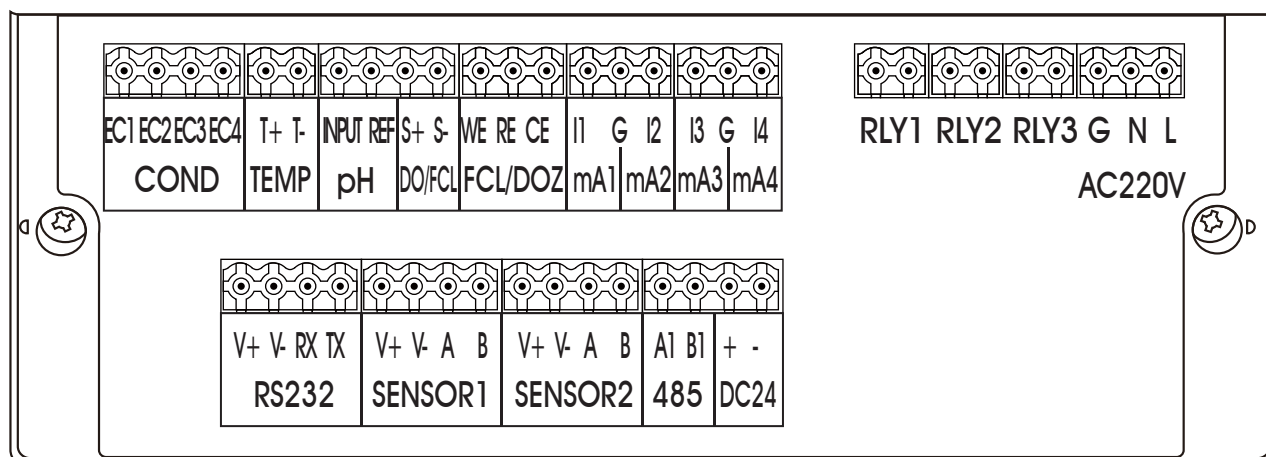 EC1 EC2 EC3 EC4 T+ T- INPUT REF S+ S- WE RE CE I1 G I2 I3 G I4
COND TEMP pH DO/FCL FCL/DOZ mA1 mA2 mA3 mA4
RLY1 RLY2 RLY3 G N L
AC220V
V+ V- RX TX V+ V- A B V+ V- A B A1 B1 + -
RS232 SENSOR1 SENSOR2 485 DC24